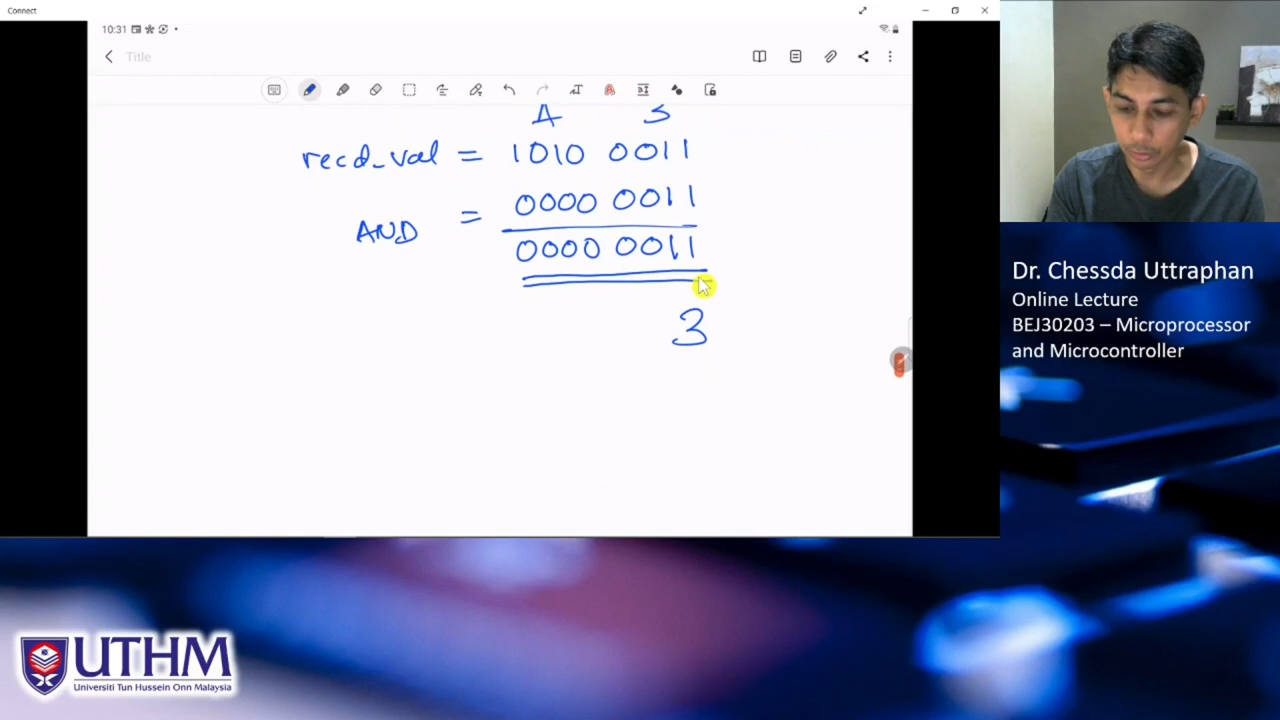 Connect
10:31
Title
A 3
recd_val = 1010 0011
AND = 0000 0011
0000 0011
3
Dr. Chessda Uttraphan
Online Lecture
BEJ30203 – Microprocessor
and Microcontroller
UTHM
Universiti Tun Hussein Onn Malaysia